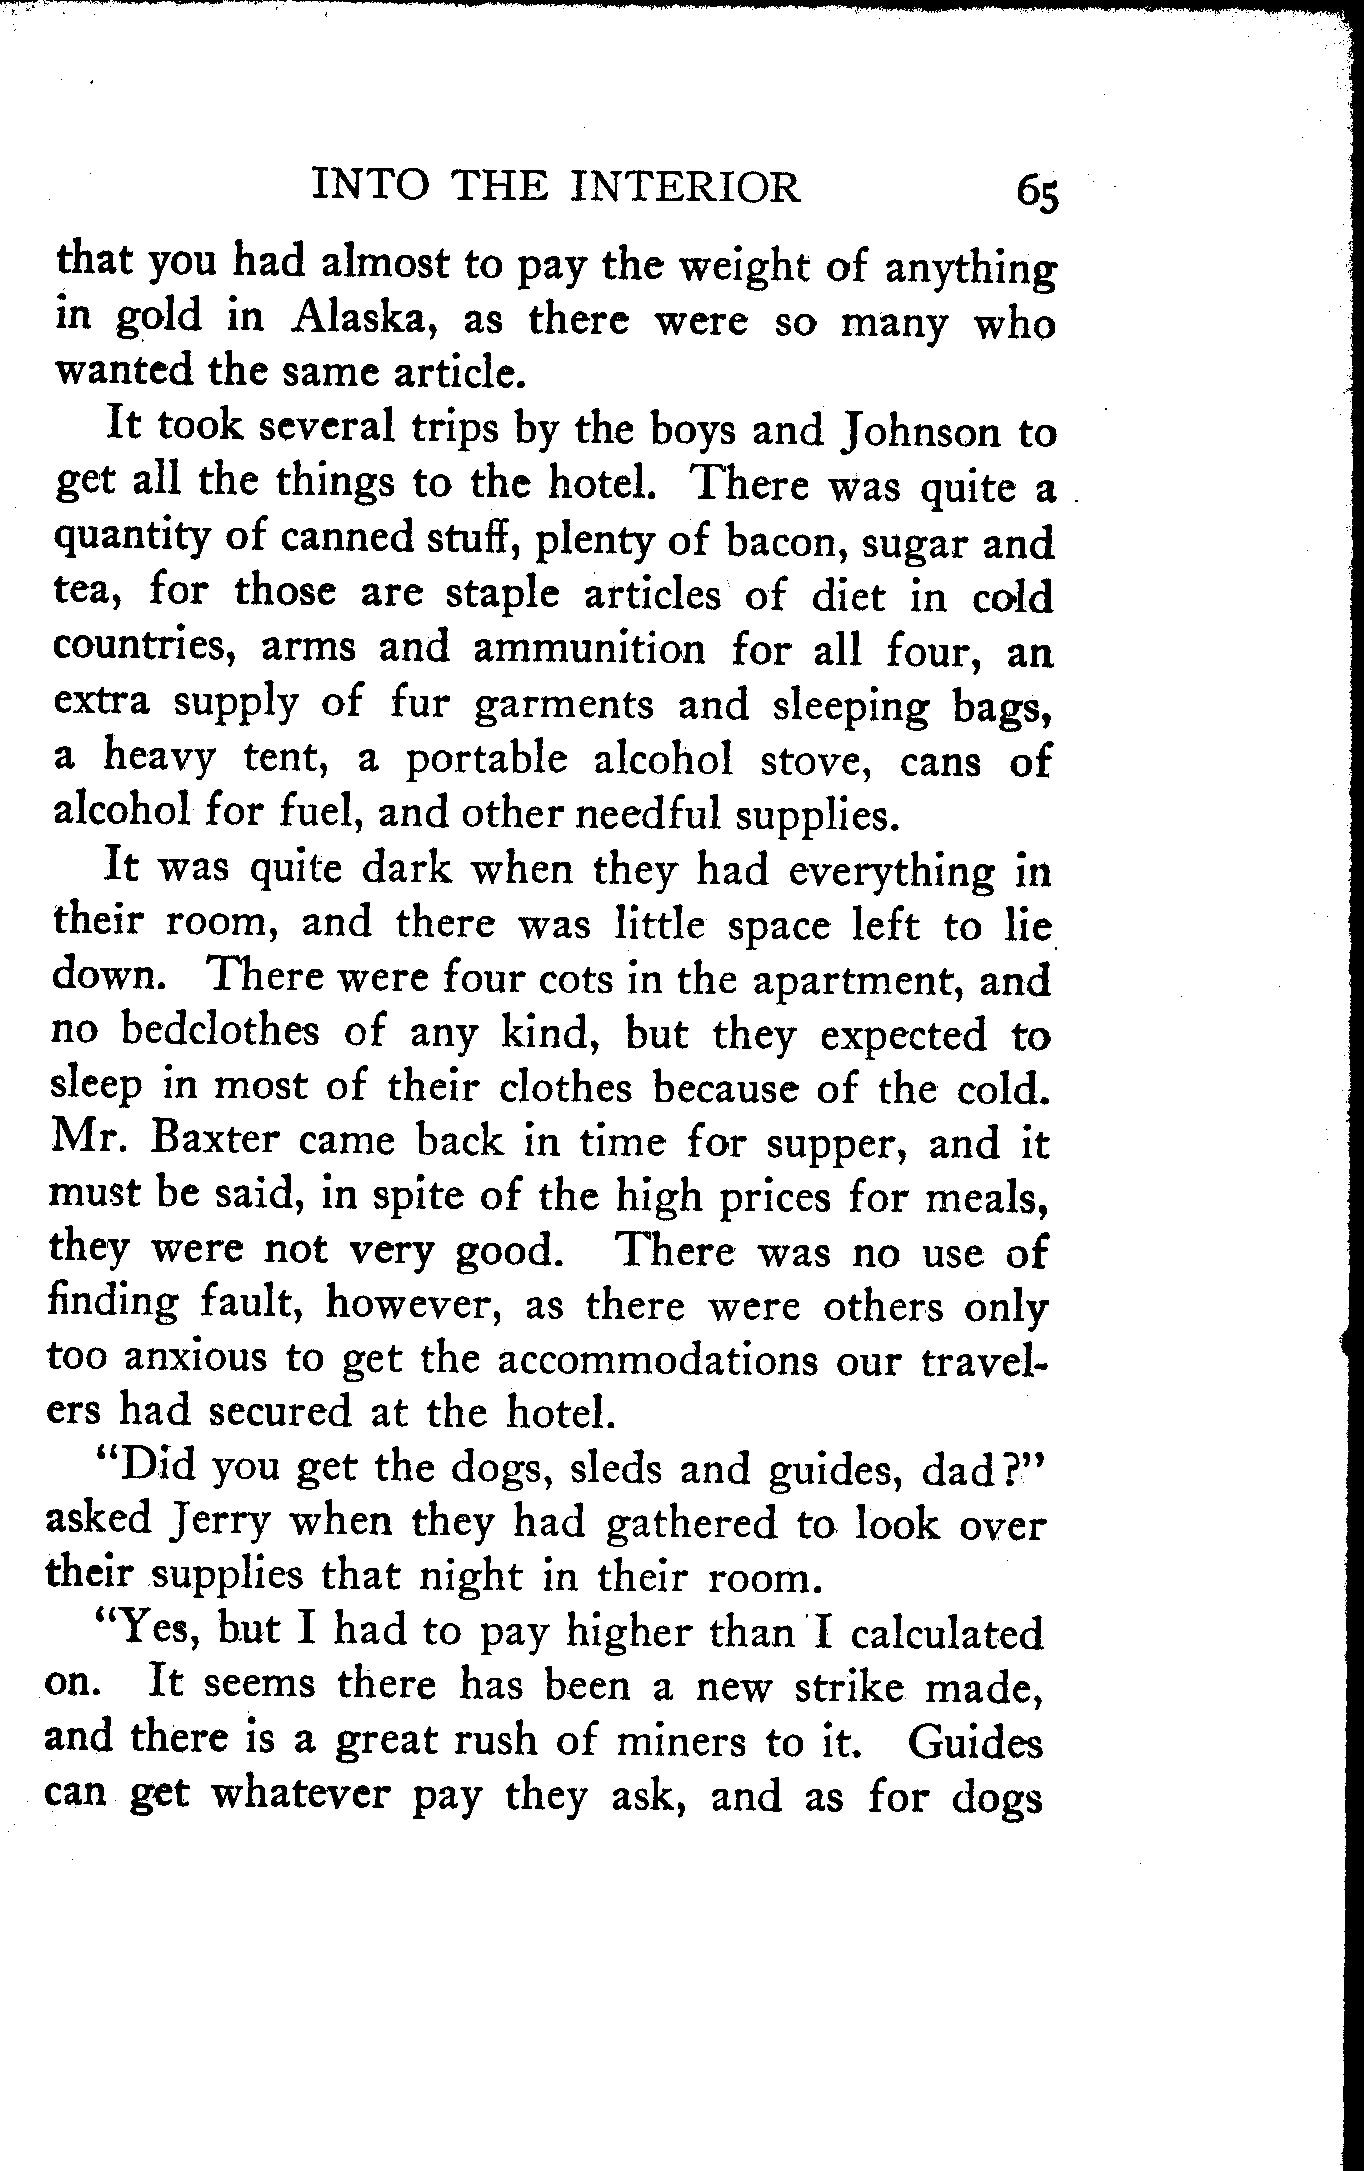 INTO THE INTERIOR 65
that you had almost to pay the weight of anything
in gold in Alaska, as there were so many who
wanted the same article.
It took several trips by the boys and Johnson to
get all the things to the hotel. There was quite a
quantity of canned stuff, plenty of bacon, sugar and
tea, for those are staple articles of diet in cold
countries, arms and ammunition for all four, an
extra supply of fur garments and sleeping bags,
a heavy tent, a portable alcohol stove, cans of
alcohol for fuel, and other needful supplies.
It was quite dark when they had everything in
their room, and there was little space left to lie
down. There were four cots in the apartment, and
no bedclothes of any kind, but they expected to
sleep in most of their clothes because of the cold.
Mr. Baxter came back in time for supper, and it
must be said, in spite of the high prices for meals,
they were not very good. There was no use of
finding fault, however, as there were others only
too anxious to get the accommodations our travel-
ers had secured at the hotel.
"Did you get the dogs, sleds and guides, dad?"
asked Jerry when they had gathered to look over
their supplies that night in their room.
"Yes, but I had to pay higher than I calculated
on. It seems there has been a new strike made,
and there is a great rush of miners to it. Guides
can get whatever pay they ask, and as for dogs